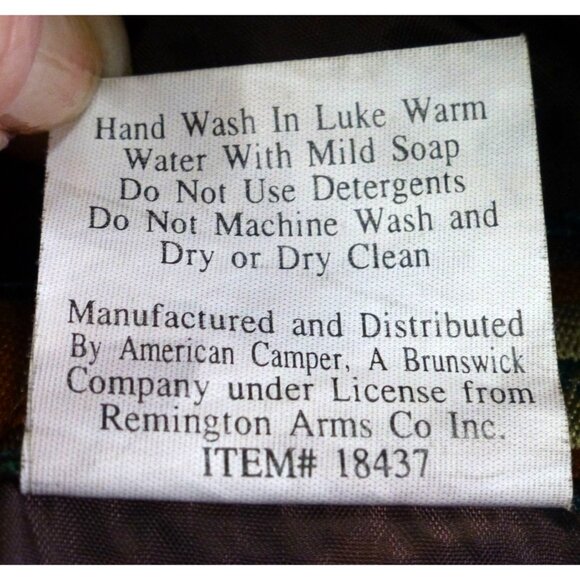 Hand Wash In Luke Warm
Water With Mild Soap
Do Not Use Detergents
Do Not Machine Wash and
Dry or Dry Clean
Manufactured and Distributed
By American Camper, A Brunswick
Company under License from
Remington Arms Co Inc.
ITEM# 18437